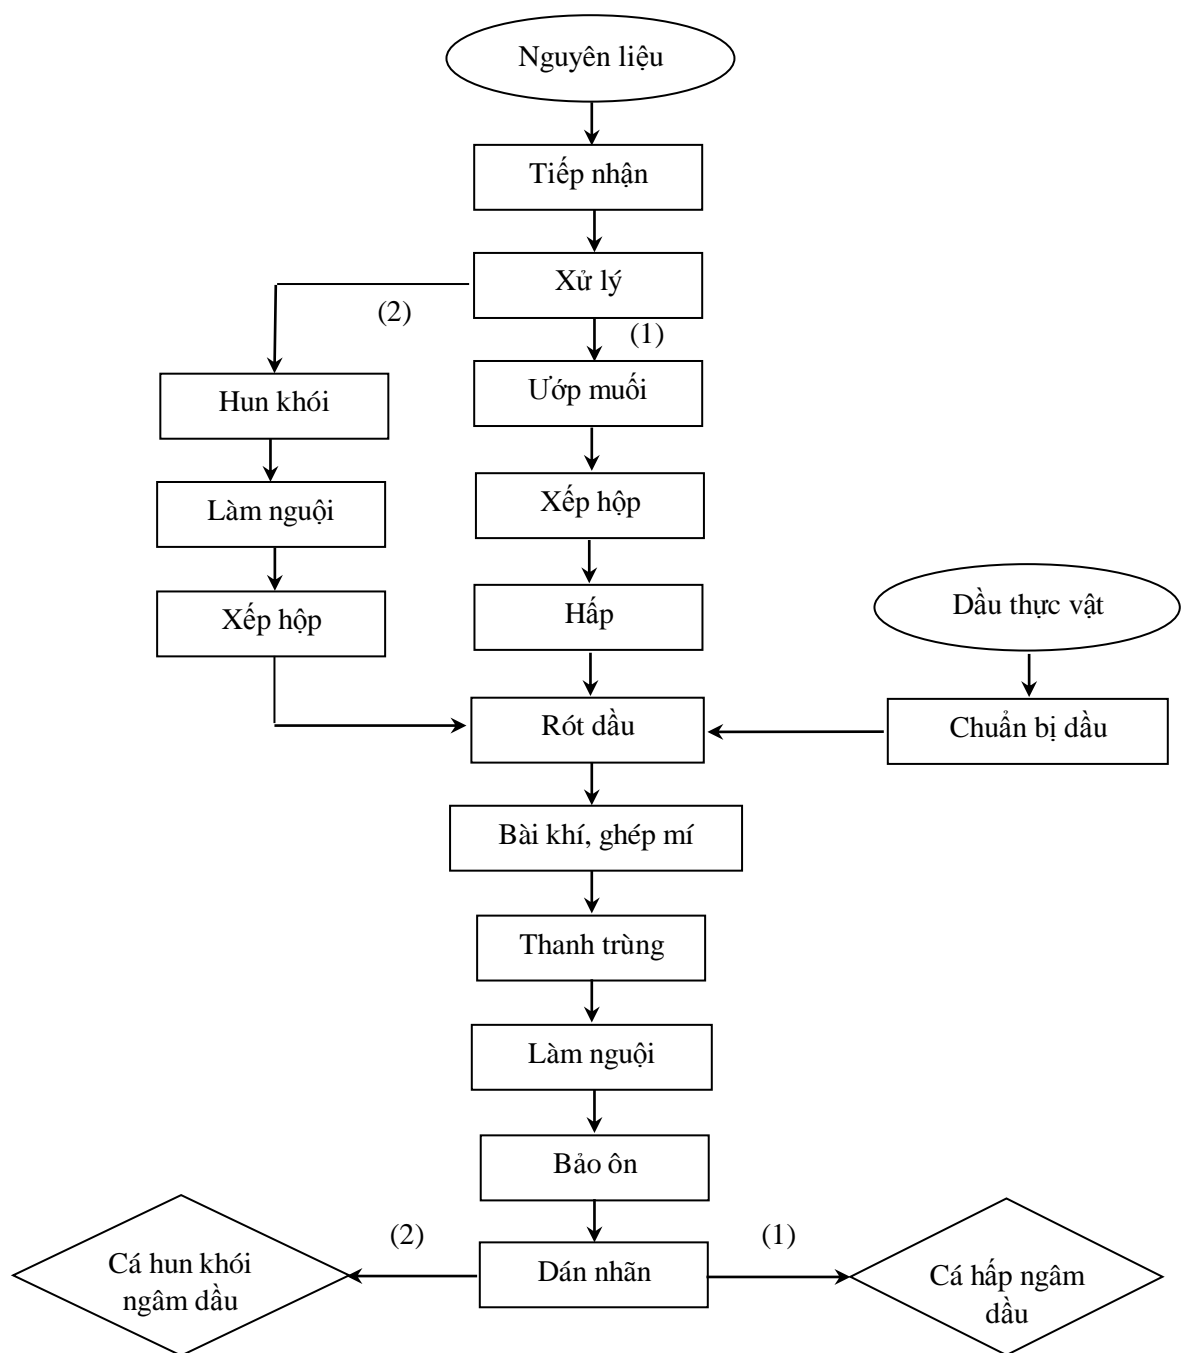 Nguyên liệu
Tiếp nhận
Xử lý
(2)
(1)
Hun khói
Ướp muối
Làm nguội
Xếp hộp
Xếp hộp
Hấp
Dầu thực vật
Rót dầu
Chuẩn bị dầu
Bài khí, ghép mí
Thanh trùng
Làm nguội
Bảo ôn
(2)
(1)
Cá hun khói
ngâm dầu
Dán nhãn
Cá hấp ngâm
dầu